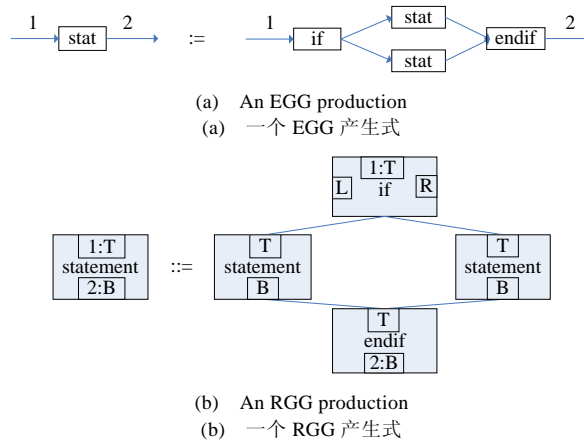 1 stat 2 := 1 if stat stat endif 2
(a) An EGG production
(a) 一个 EGG 产生式
1:T
L if R
1:T statement 2:B ::= T statement B T statement B
T
endif
2:B
(b) An RGG production
(b) 一个 RGG 产生式